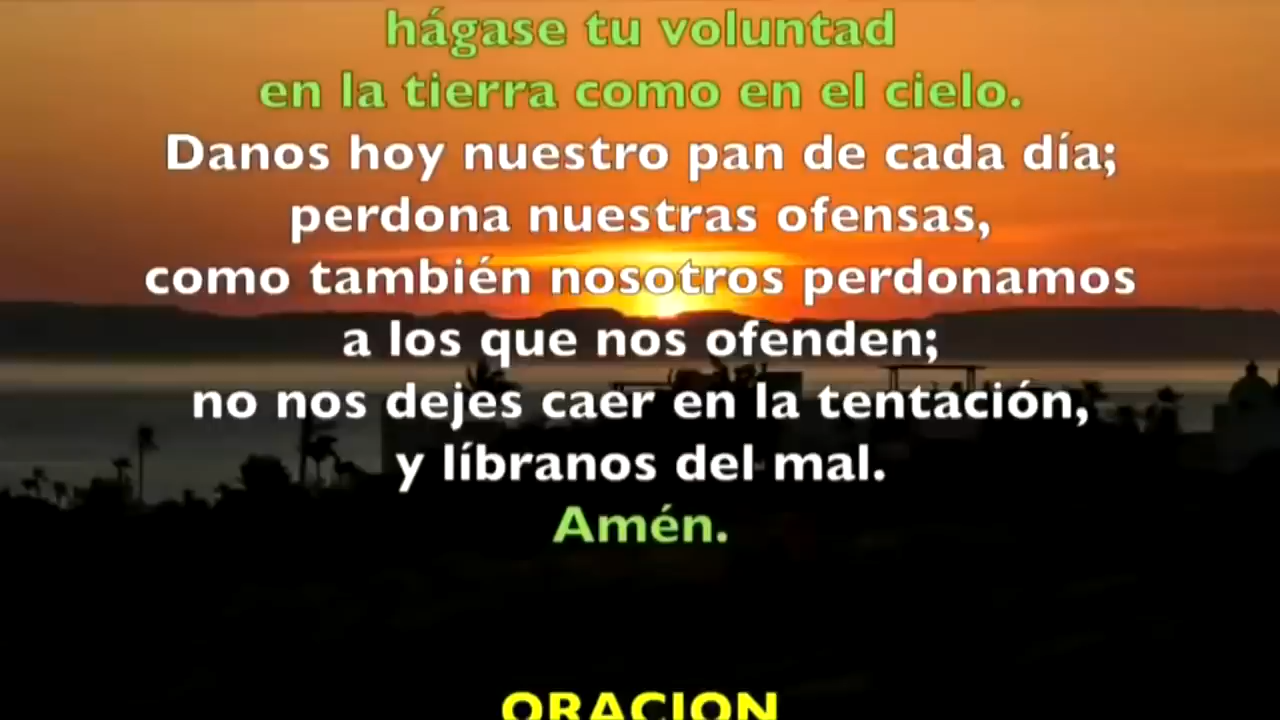 hágase tu voluntad
en la tierra como en el cielo.
Danos hoy nuestro pan de cada día;
perdona nuestras ofensas,
como también nosotros perdonamos
a los que nos ofenden;
no nos dejes caer en la tentación,
y líbranos del mal.
Amén.
ORACION